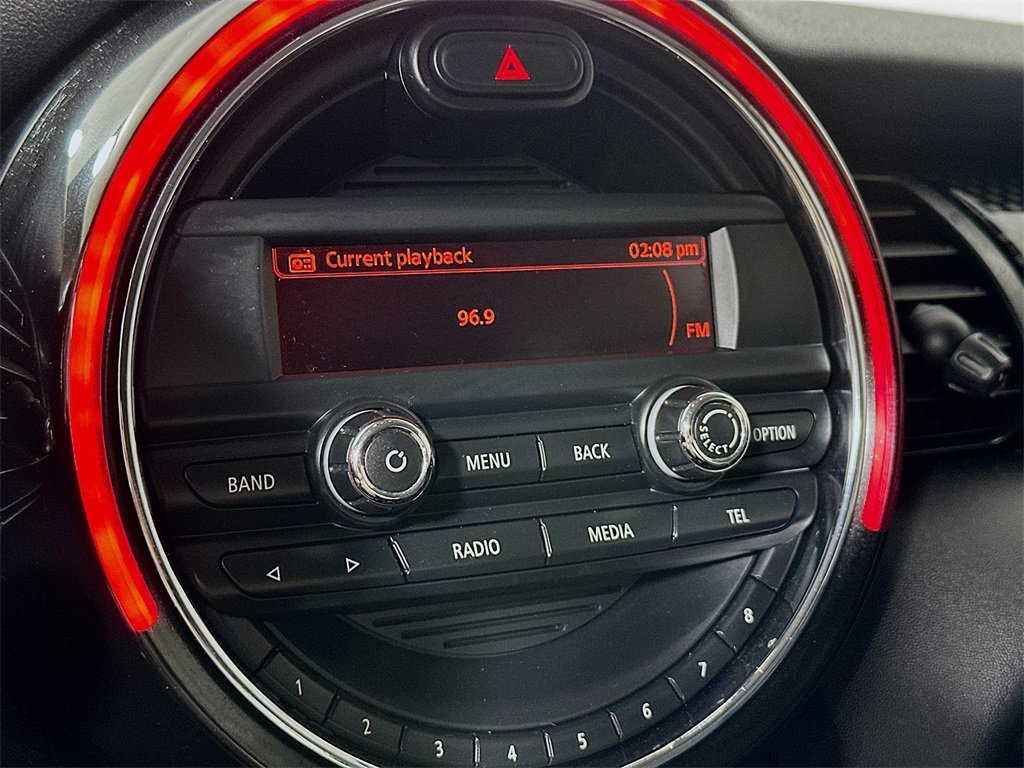 Current playback 02:08 pm
96.9
FM
BAND MENU BACK SELECT OPTION
RADIO MEDIA TEL
1 2 3 4 5 6 7 8